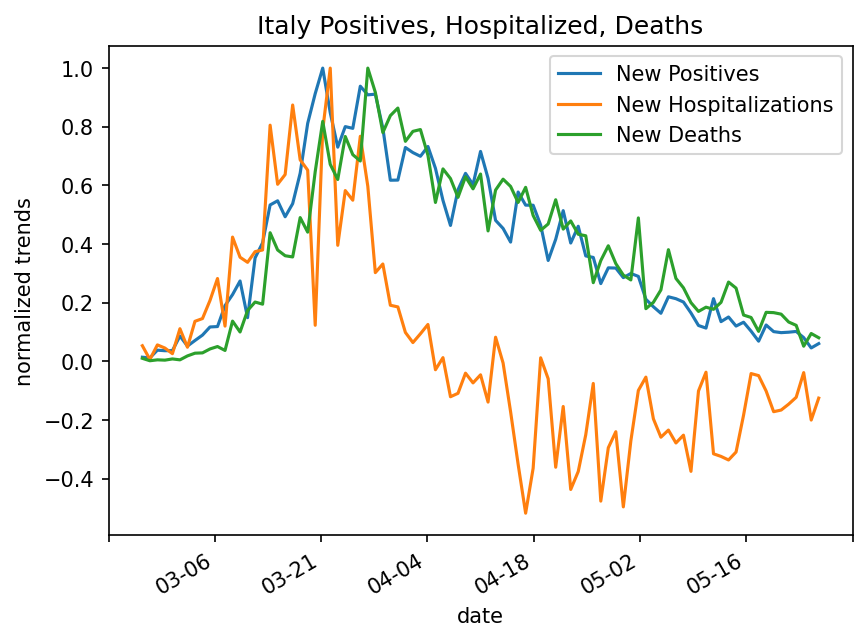 Italy Positives, Hospitalized, Deaths
New Positives
New Hospitalizations
New Deaths
normalized trends
1.0
0.8
0.6
0.4
0.2
0.0
−0.2
−0.4
03-06
03-21
04-04
04-18
05-02
05-16
date